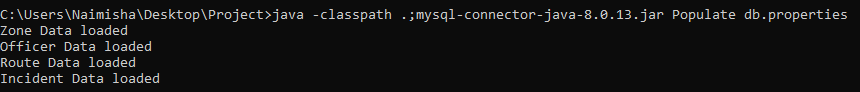 C:\Users\Naimisha\Desktop\Project>java -classpath .;mysql-connector-java-8.0.13.jar Populate db.properties
Zone Data loaded
Officer Data loaded
Route Data loaded
Incident Data loaded